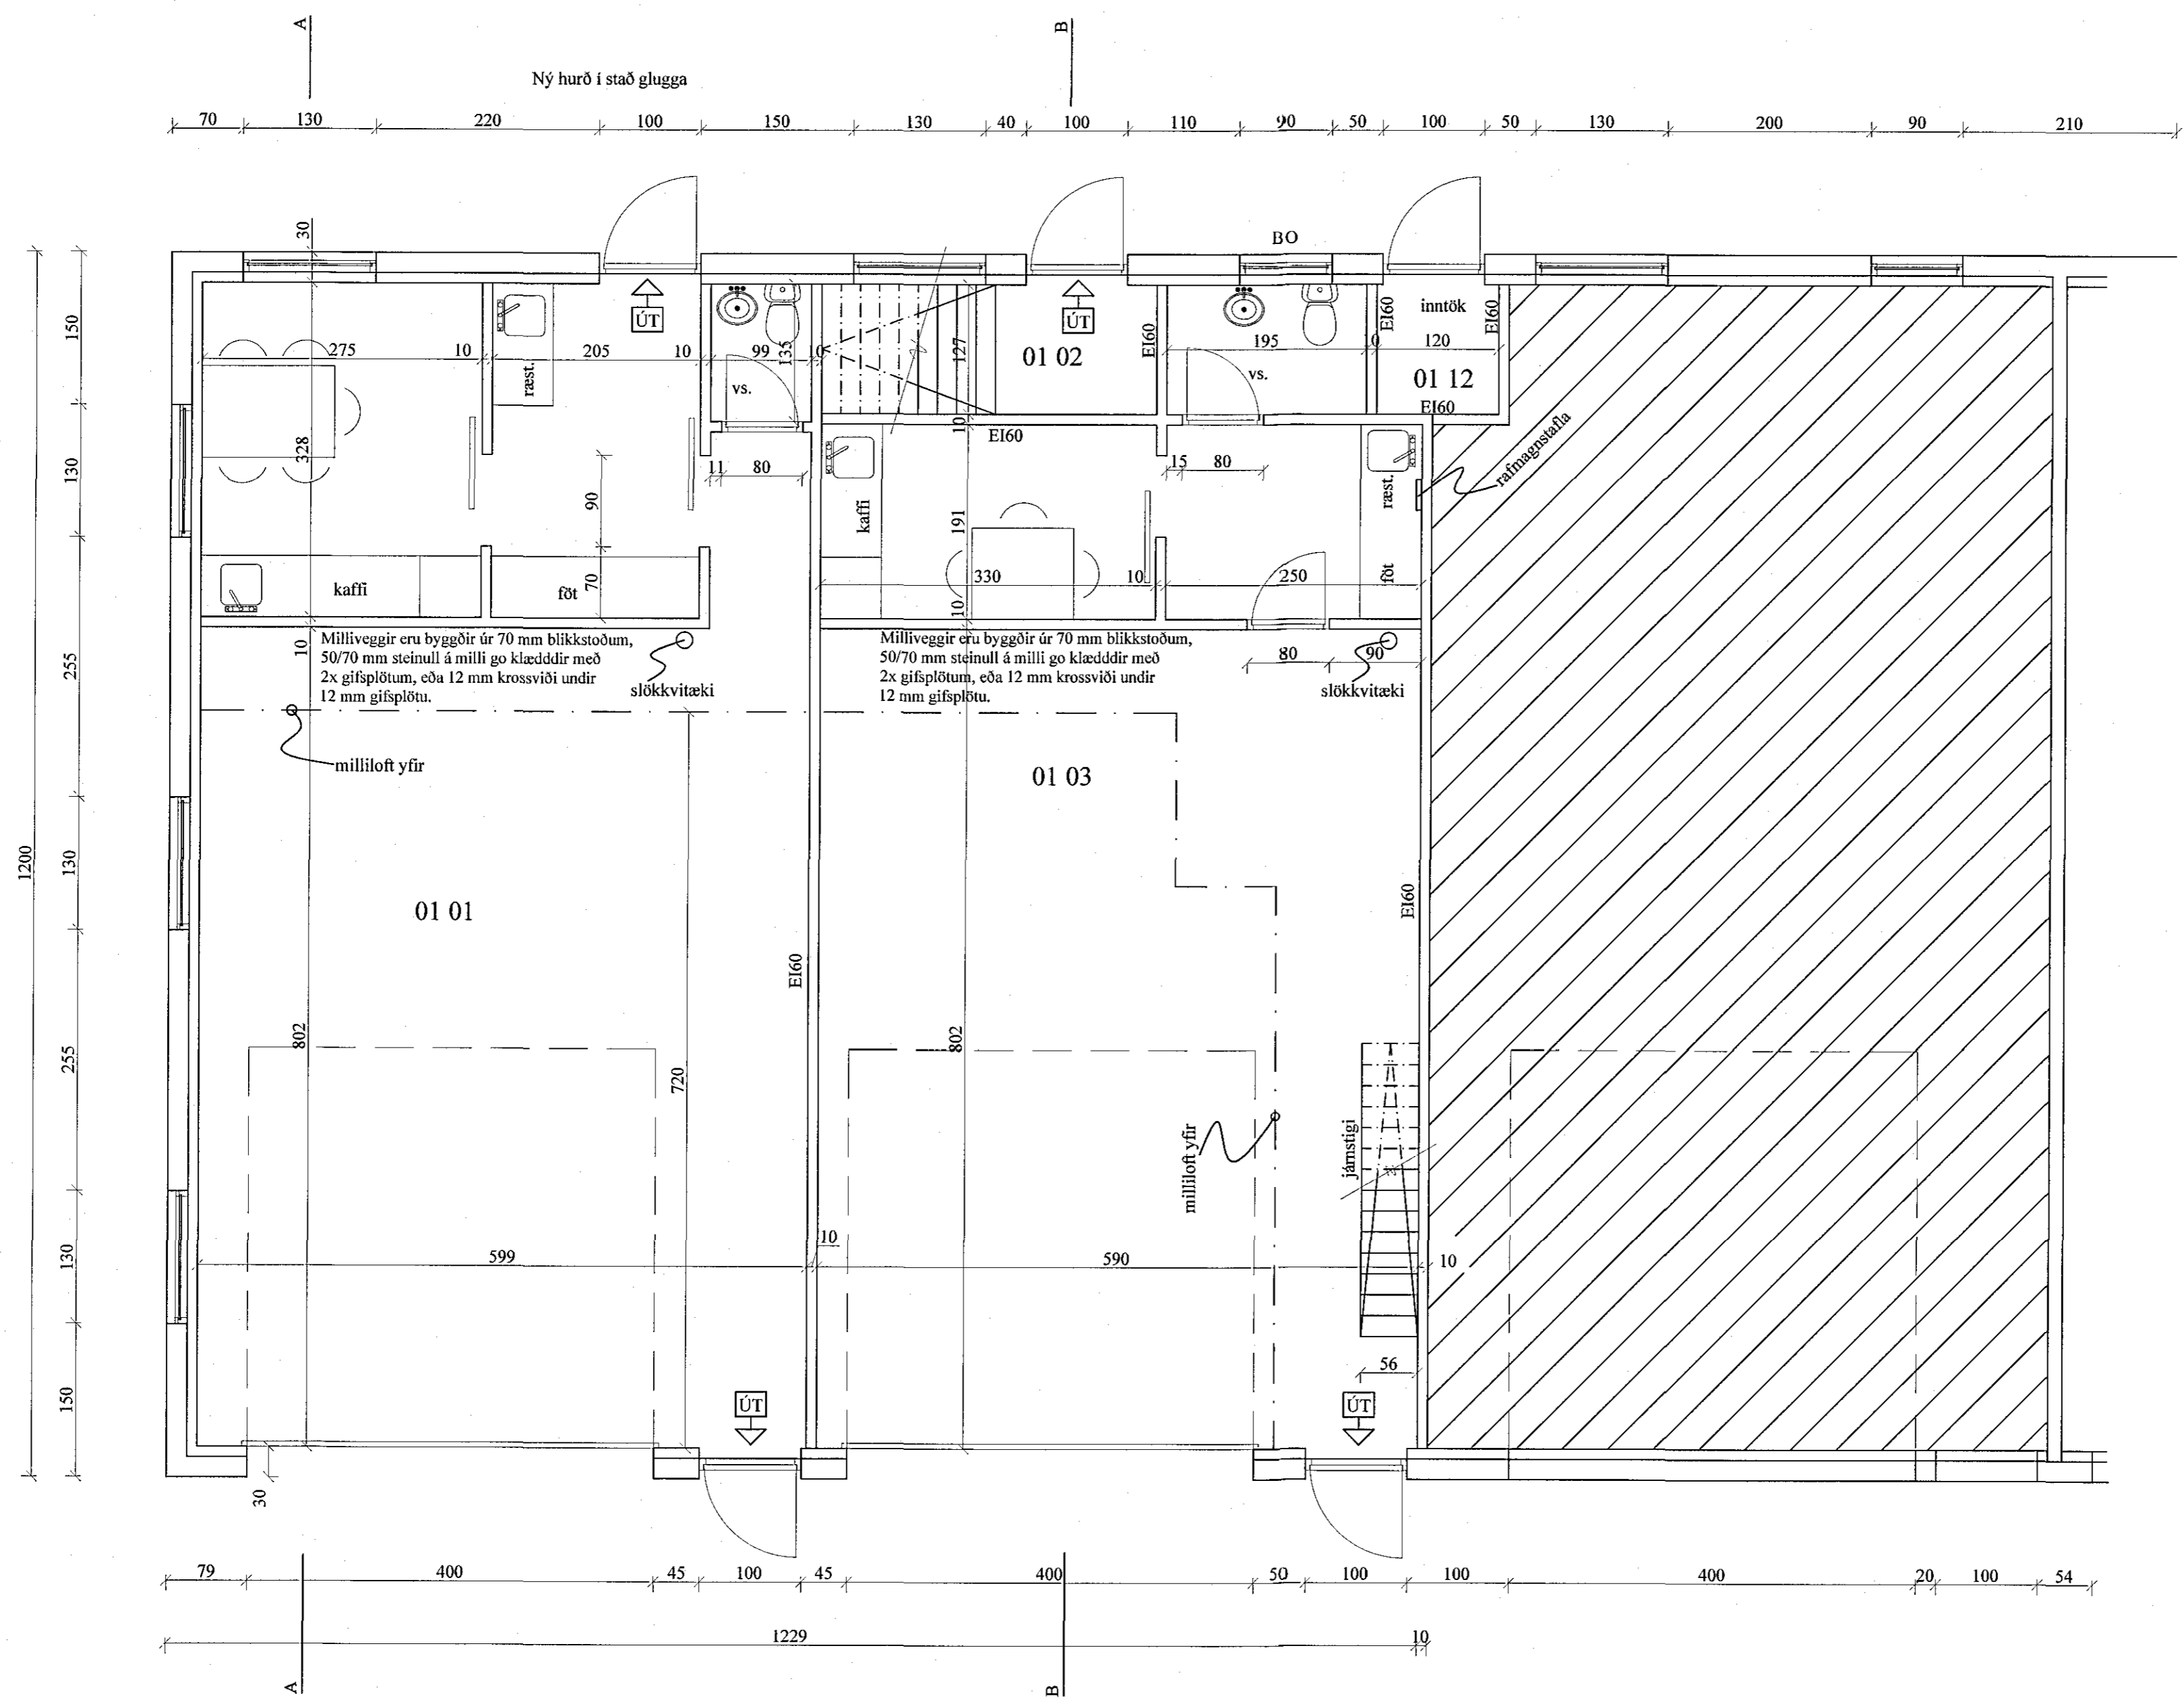 A
B
Ný hurð í stað glugga
70 130 220 100 150 130 40 100 110 90 50 100 50 130 200 90 210
30
BO
ÚT
ÚT
EI60
EI60
inntök
275 10 205 10 99 135 10
127
01 02
EI60
195
120
ræst.
vs.
vs.
01 12
EI60
328
10
EI60
11 80
15 80
rafmagnstafla
90
kaffi
191
ræst.
330 10 250
kaffi
föt
70
föt
10
10
Milliveggir eru byggðir úr 70 mm blikkstoðum,
50/70 mm steinull á milli go klædddir með
2x gifsplötum, eða 12 mm krossviði undir
12 mm gifsplötu.
slökkvitæki
Milliveggir eru byggðir úr 70 mm blikkstoðum,
50/70 mm steinull á milli go klædddir með
2x gifsplötum, eða 12 mm krossviði undir
12 mm gifsplötu.
80 90
slökkvitæki
milliloft yfir
01 03
01 01
EI60
EI60
802
720
802
milliloft yfir
járnstigi
599
10
590
10
56
ÚT
ÚT
30
1200
150
130
255
130
255
130
150
79 400 45 100 45 400 50 100 100 400 20 100 54
1229 10
A
B